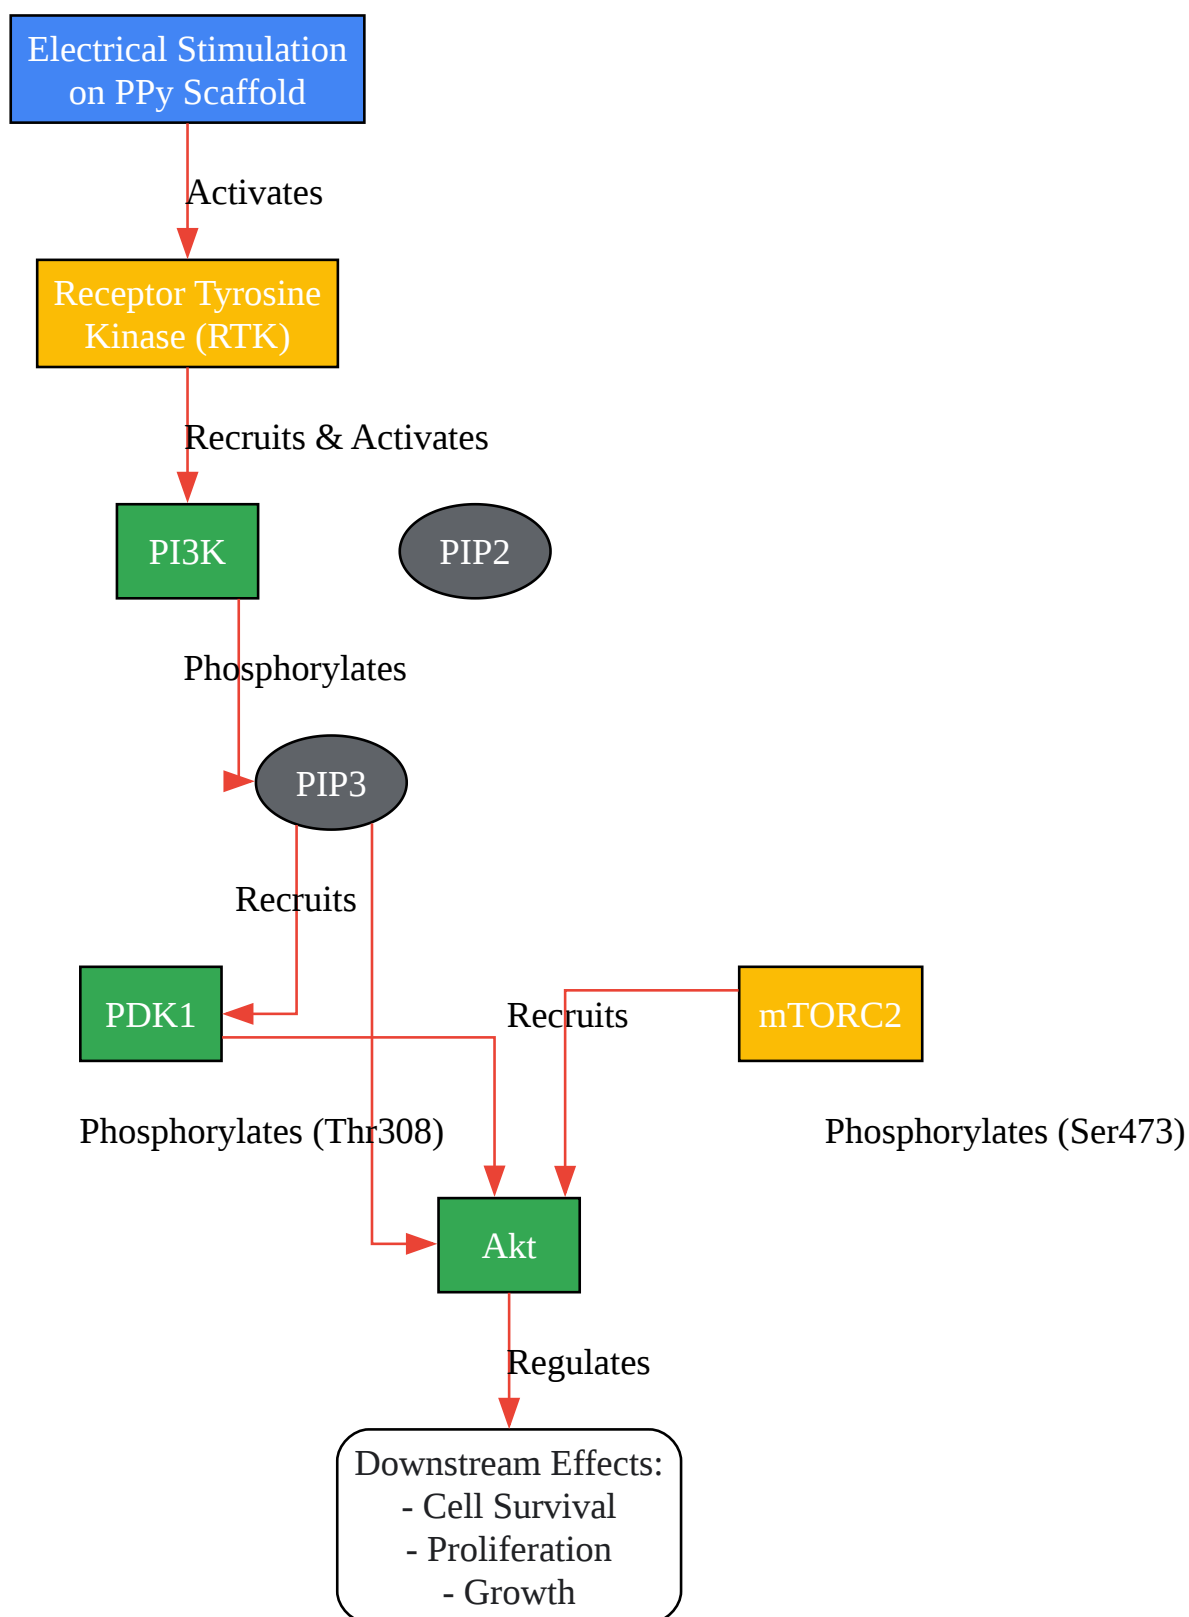 Electrical Stimulation
on PPy Scaffold
Activates
Receptor Tyrosine
Kinase (RTK)
Recruits & Activates
PI3K
PIP2
Phosphorylates
PIP3
Recruits
PDK1
Recruits
mTORC2
Phosphorylates (Thr308)
Phosphorylates (Ser473)
Akt
Regulates
Downstream Effects:
- Cell Survival
- Proliferation
- Growth